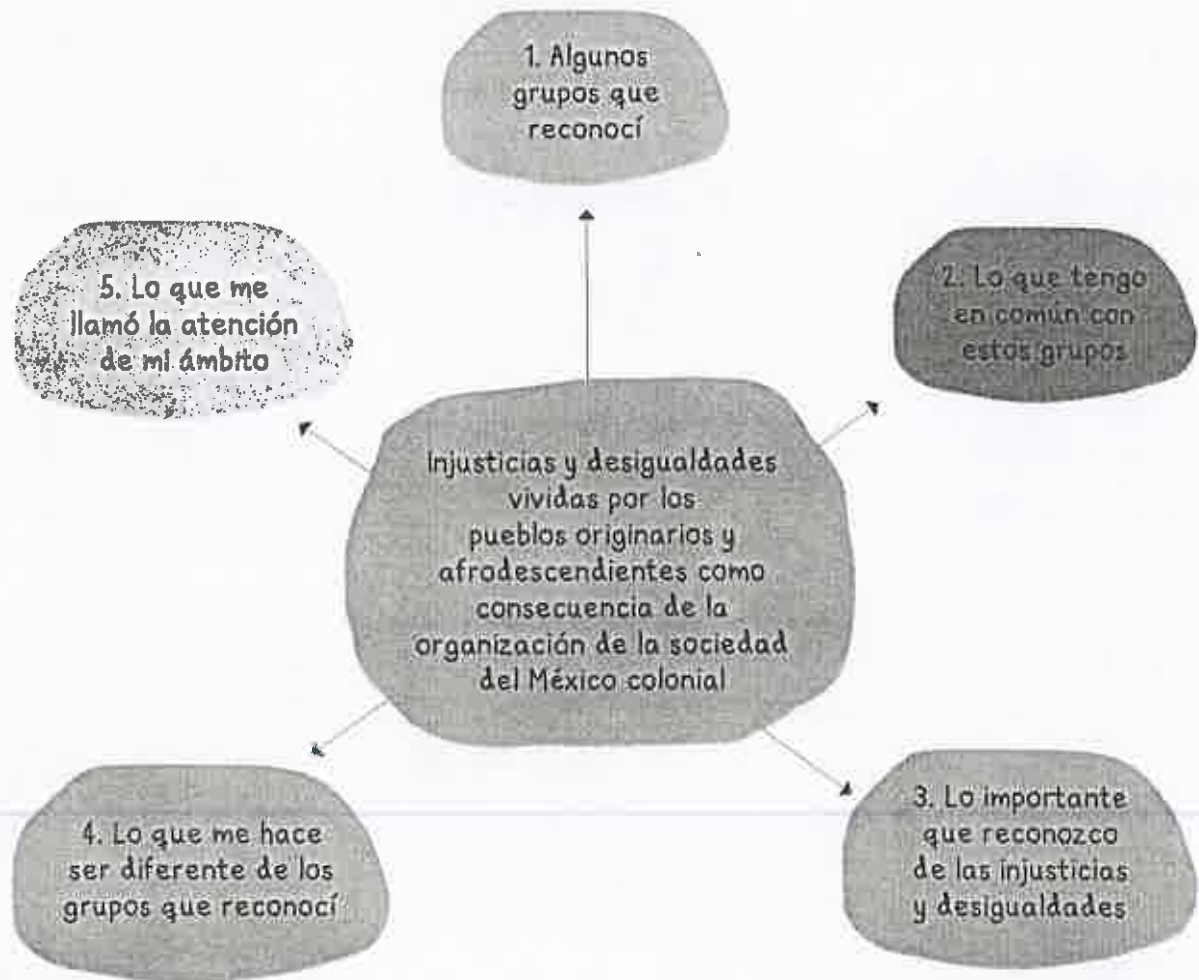 1. Algunos
grupos que
reconocí
2. Lo que tengo
en común con
estos grupos
5. Lo que me
llamó la atención
de mi ámbito
Injusticias y desigualdades
vividas por los
pueblos originarios y
afrodescendientes como
consecuencia de la
organización de la sociedad
del México colonial
3. Lo importante
que reconozco
de las injusticias
y desigualdades
4. Lo que me hace
ser diferente de los
grupos que reconocí